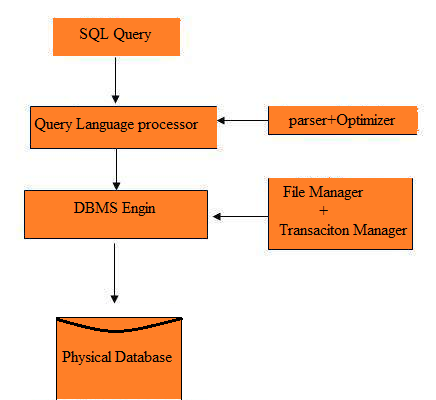 SQL Query
Query Language processor
parser+Optimizer
DBMS Engin
File Manager
+
Transaciton Manager
Physical Database